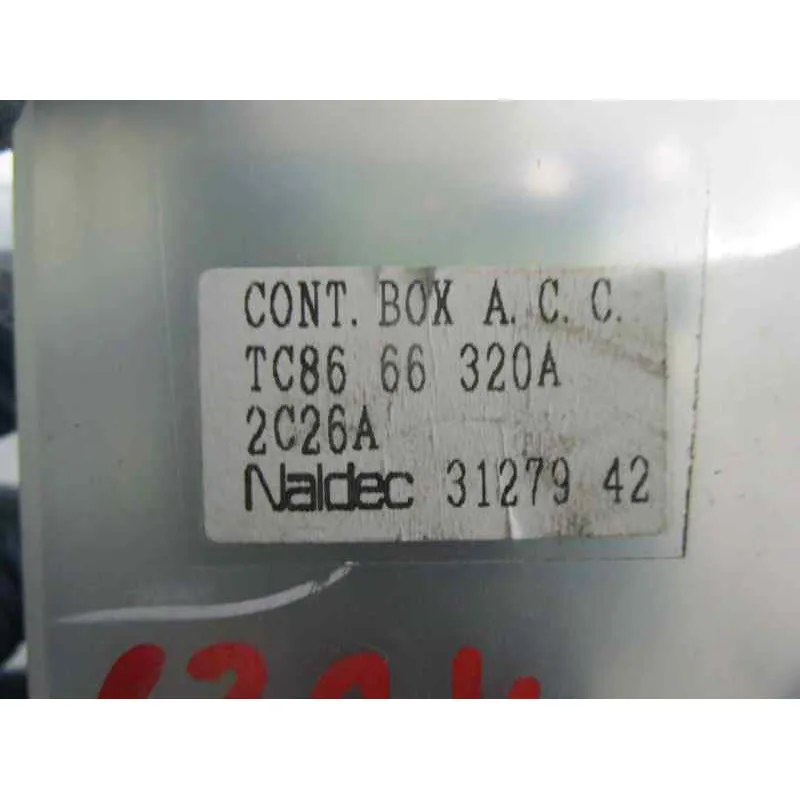 CONT. BOX A. C. C.
TC86 66 320A
2C26A
Naldec 31279 42